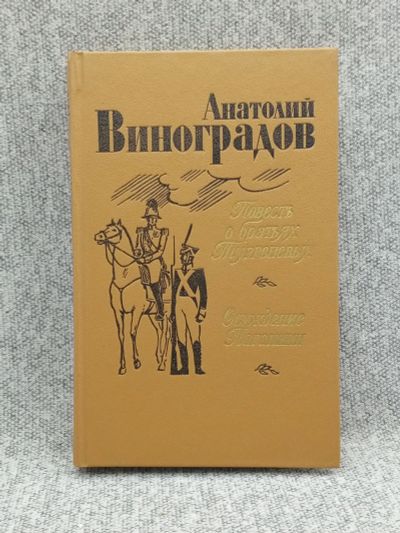 Анатолий
Виноградов
Повесть
о братьях
Тургеневых
Осуждение
Паганини